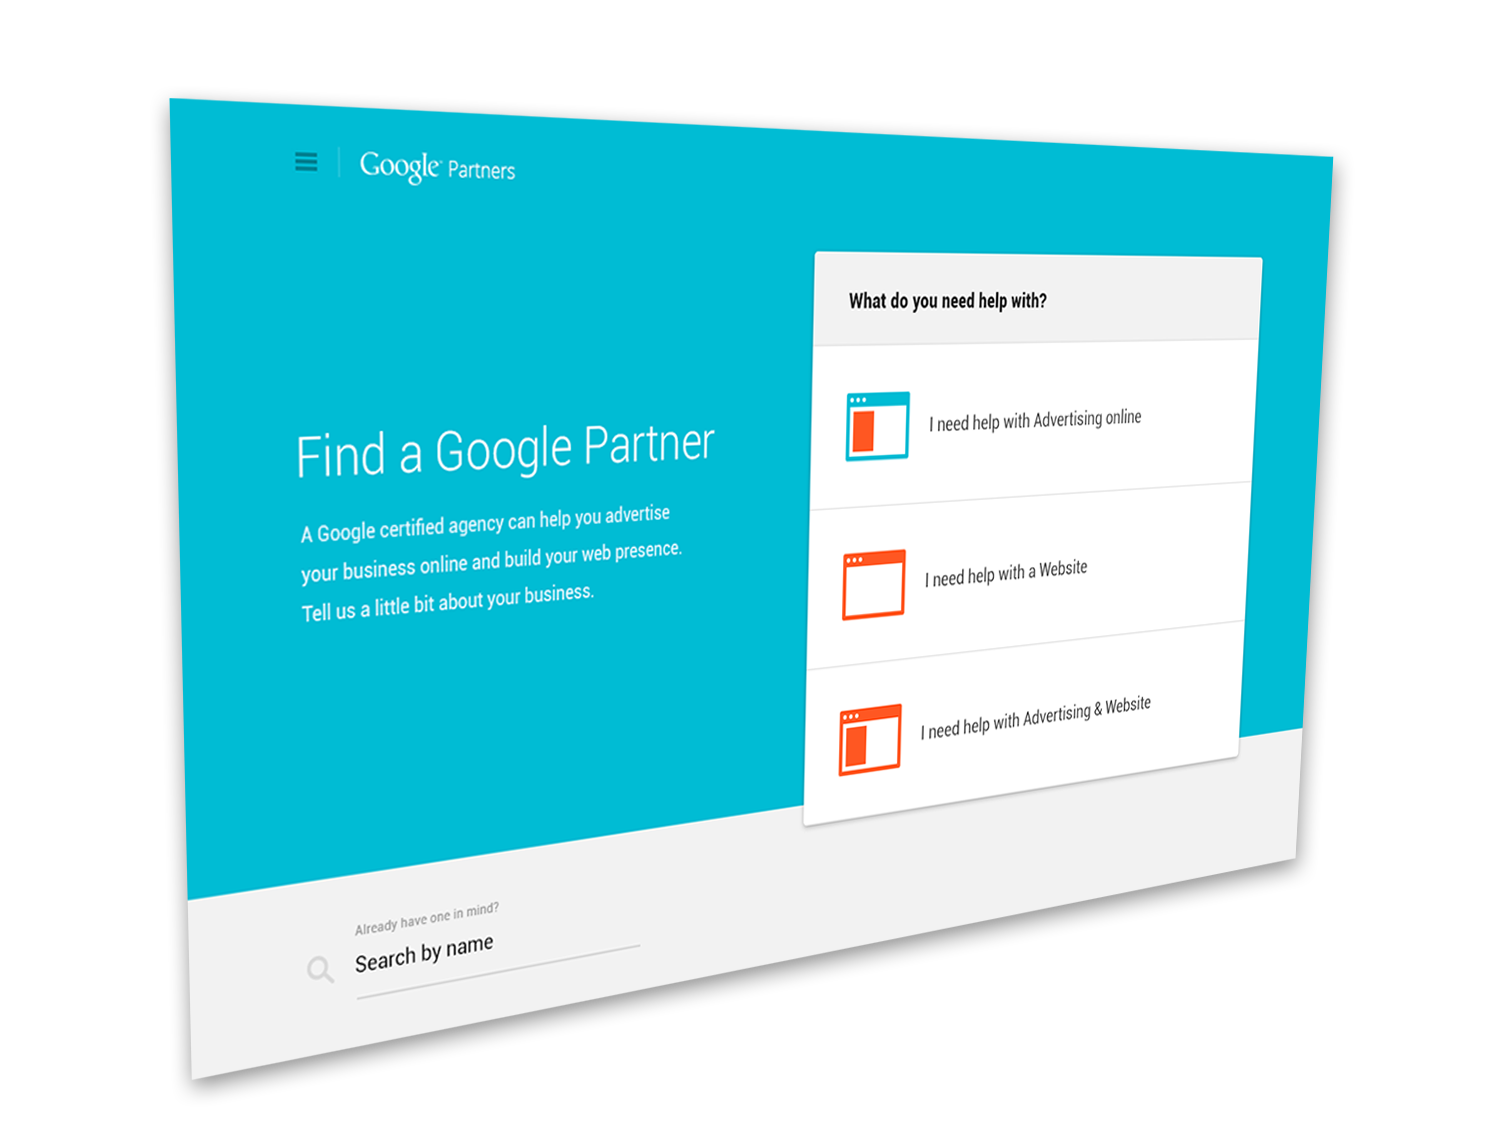 Google Partners
Find a Google Partner
A Google certified agency can help you advertise
your business online and build your web presence.
Tell us a little bit about your business.
What do you need help with?
I need help with Advertising online
I need help with a Website
I need help with Advertising & Website
Already have one in mind?
Search by name